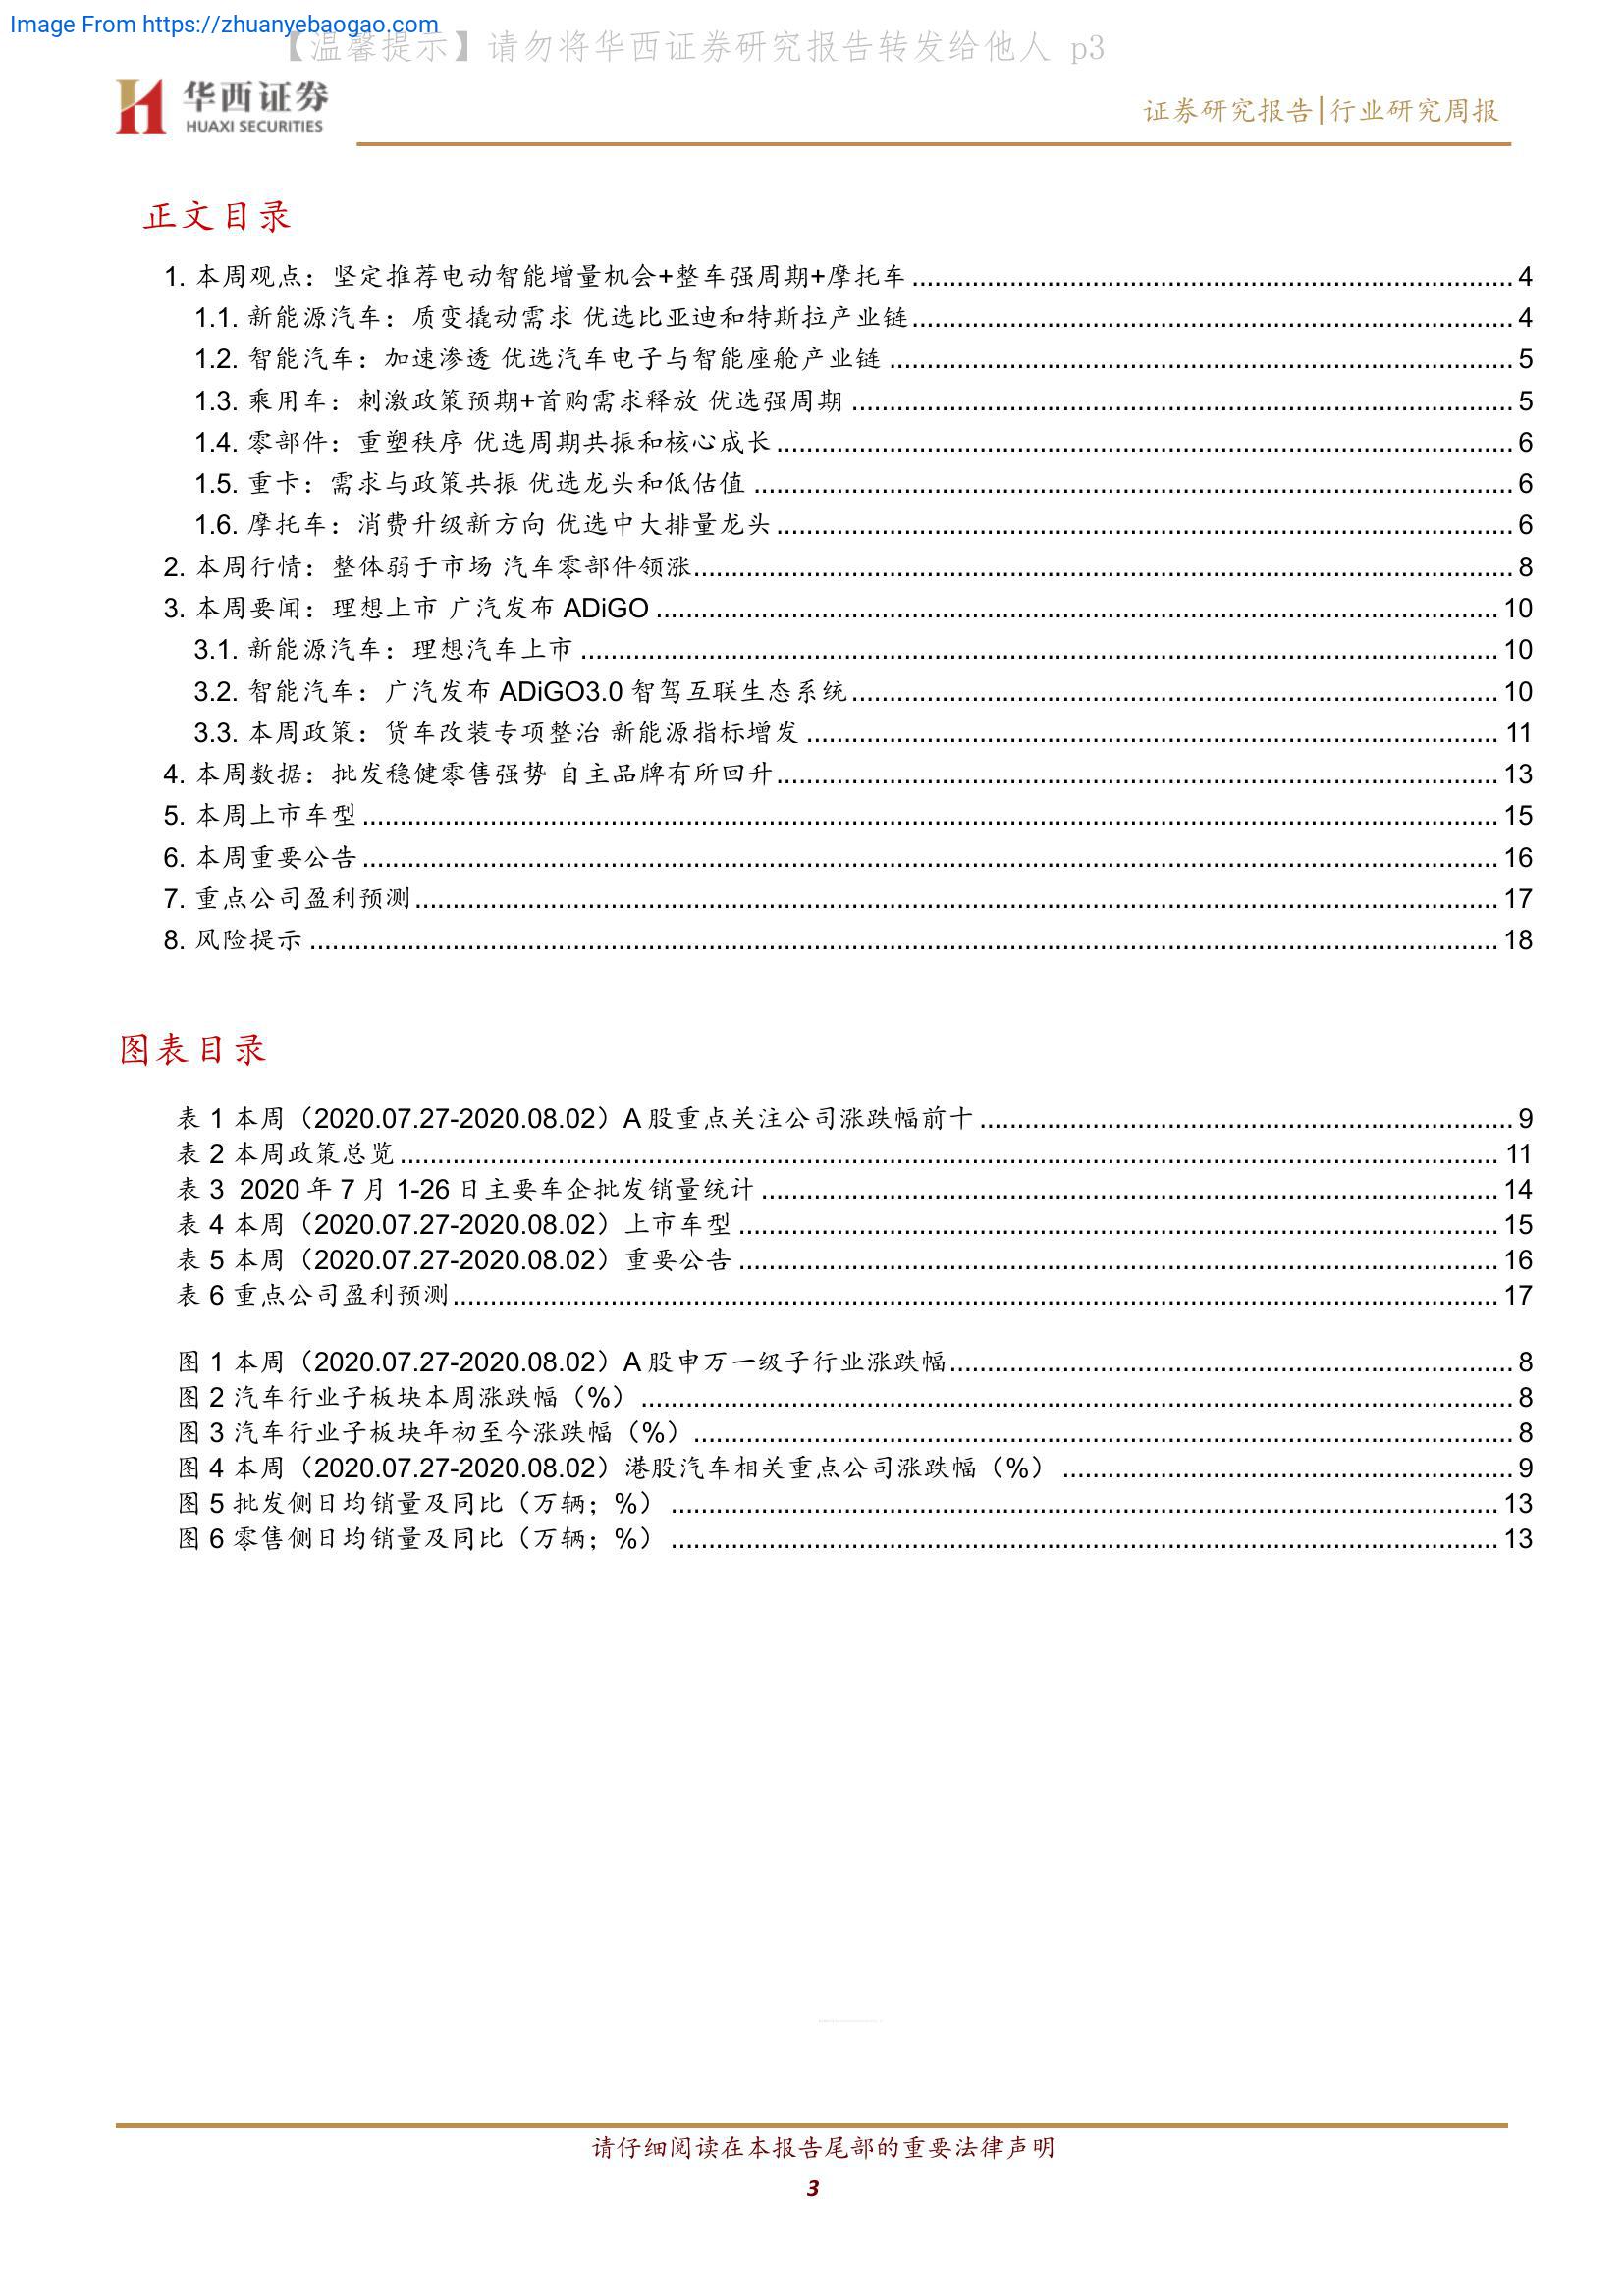 Image From https://zhuanyebaogao.com
【温馨提示】请勿将华西证券研究报告转发给他人 p3
华西证券
HUAXI SECURITIES
证券研究报告|行业研究周报
正文目录
1. 本周观点：坚定推荐电动智能增量机会+整车强周期+摩托车 4
1.1. 新能源汽车：质变撬动需求 优选比亚迪和特斯拉产业链 4
1.2. 智能汽车：加速渗透 优选汽车电子与智能座舱产业链 5
1.3. 乘用车：刺激政策预期+首购需求释放 优选强周期 5
1.4. 零部件：重塑秩序 优选周期共振和核心成长 6
1.5. 重卡：需求与政策共振 优选龙头和低估值 6
1.6. 摩托车：消费升级新方向 优选中大排量龙头 6
2. 本周行情：整体弱于市场 汽车零部件领涨 8
3. 本周要闻：理想上市 广汽发布 ADiGO 10
3.1. 新能源汽车：理想汽车上市 10
3.2. 智能汽车：广汽发布 ADiGO3.0 智驾互联生态系统 10
3.3. 本周政策：货车改装专项整治 新能源指标增发 11
4. 本周数据：批发稳健零售强势 自主品牌有所回升 13
5. 本周上市车型 15
6. 本周重要公告 16
7. 重点公司盈利预测 17
8. 风险提示 18
图表目录
表 1 本周（2020.07.27-2020.08.02）A 股重点关注公司涨跌幅前十 9
表 2 本周政策总览 11
表 3 2020 年 7 月 1-26 日主要车企批发销量统计 14
表 4 本周（2020.07.27-2020.08.02）上市车型 15
表 5 本周（2020.07.27-2020.08.02）重要公告 16
表 6 重点公司盈利预测 17
图 1 本周（2020.07.27-2020.08.02）A 股申万一级子行业涨跌幅 8
图 2 汽车行业子板块本周涨跌幅（%） 8
图 3 汽车行业子板块年初至今涨跌幅（%） 8
图 4 本周（2020.07.27-2020.08.02）港股汽车相关重点公司涨跌幅（%） 9
图 5 批发侧日均销量及同比（万辆；%） 13
图 6 零售侧日均销量及同比（万辆；%） 13
请仔细阅读在本报告尾部的重要法律声明
3